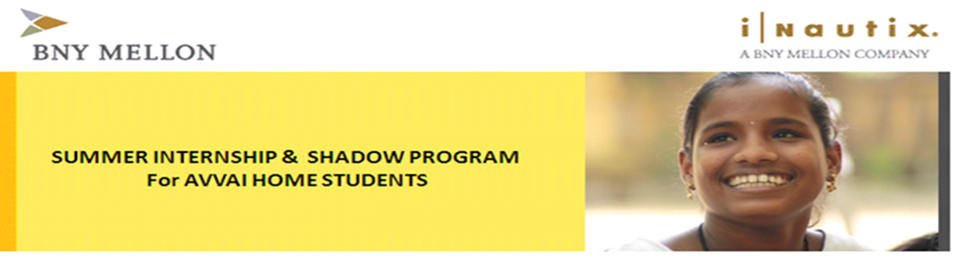 BNY MELLON
i|nautix.
A BNY MELLON COMPANY
SUMMER INTERNSHIP & SHADOW PROGRAM
For AVVAI HOME STUDENTS